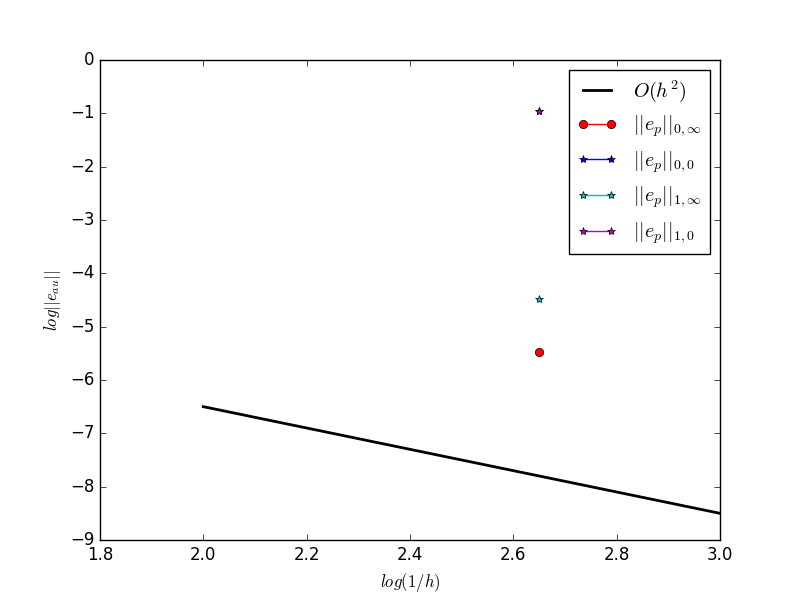 0
−1
−2
−3
−4
−5
−6
−7
−8
−9
1.8
2.0
2.2
2.4
2.6
2.8
3.0
log||e_{au}||
log(1/h)
O(h^2)
||e_p||_{0,∞}
||e_p||_{0,0}
||e_p||_{1,∞}
||e_p||_{1,0}